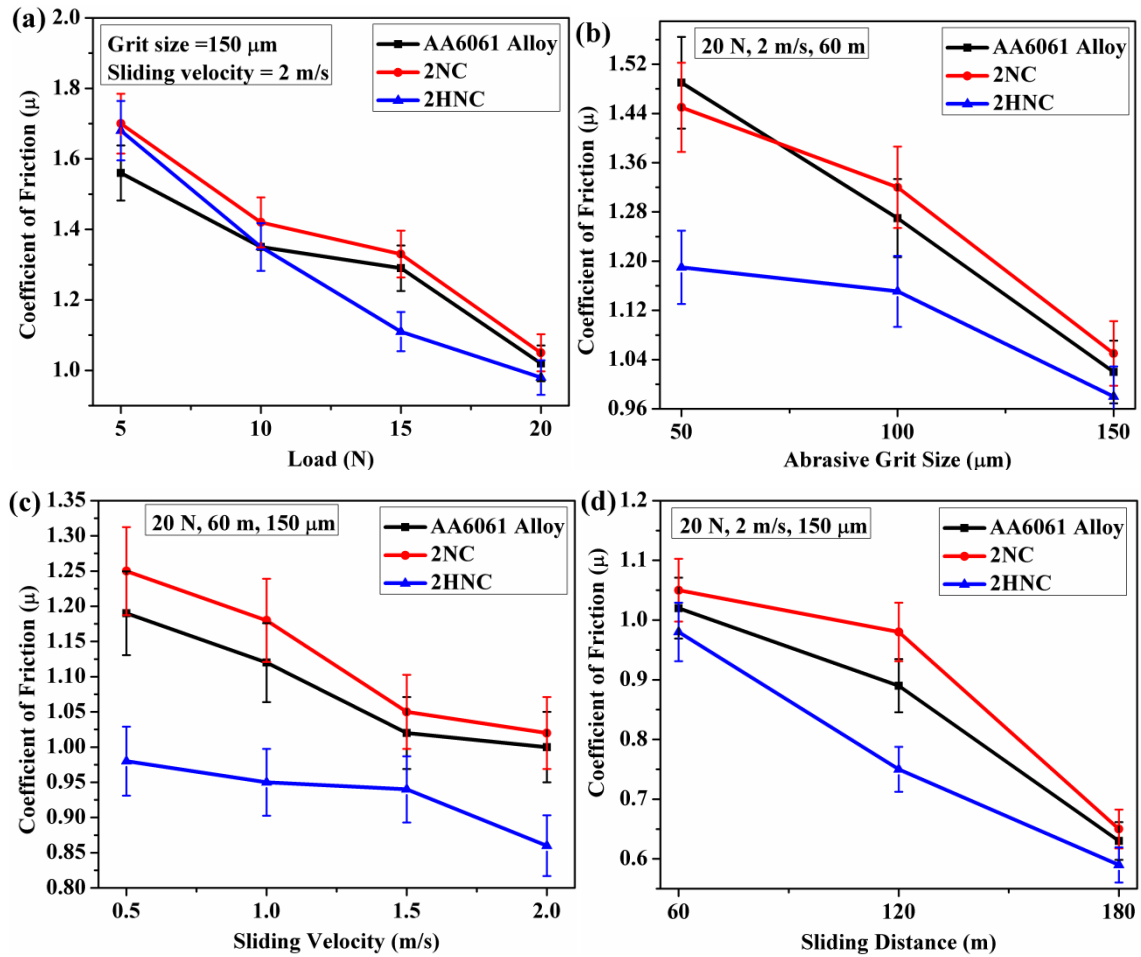 (a)
Grit size =150 μm
Sliding velocity = 2 m/s
AA6061 Alloy
2NC
2HNC
Coefficient of Friction (μ)
2.0
1.8
1.6
1.4
1.2
1.0
5 10 15 20
Load (N)
(b)
20 N, 2 m/s, 60 m
AA6061 Alloy
2NC
2HNC
Coefficient of Friction (μ)
1.52
1.44
1.36
1.28
1.20
1.12
1.04
0.96
50 100 150
Abrasive Grit Size (μm)
(c)
20 N, 60 m, 150 μm
AA6061 Alloy
2NC
2HNC
Coefficient of Friction (μ)
1.35
1.30
1.25
1.20
1.15
1.10
1.05
1.00
0.95
0.90
0.85
0.80
0.5 1.0 1.5 2.0
Sliding Velocity (m/s)
(d)
20 N, 2 m/s, 150 μm
AA6061 Alloy
2NC
2HNC
Coefficient of Friction (μ)
1.2
1.1
1.0
0.9
0.8
0.7
0.6
60 120 180
Sliding Distance (m)